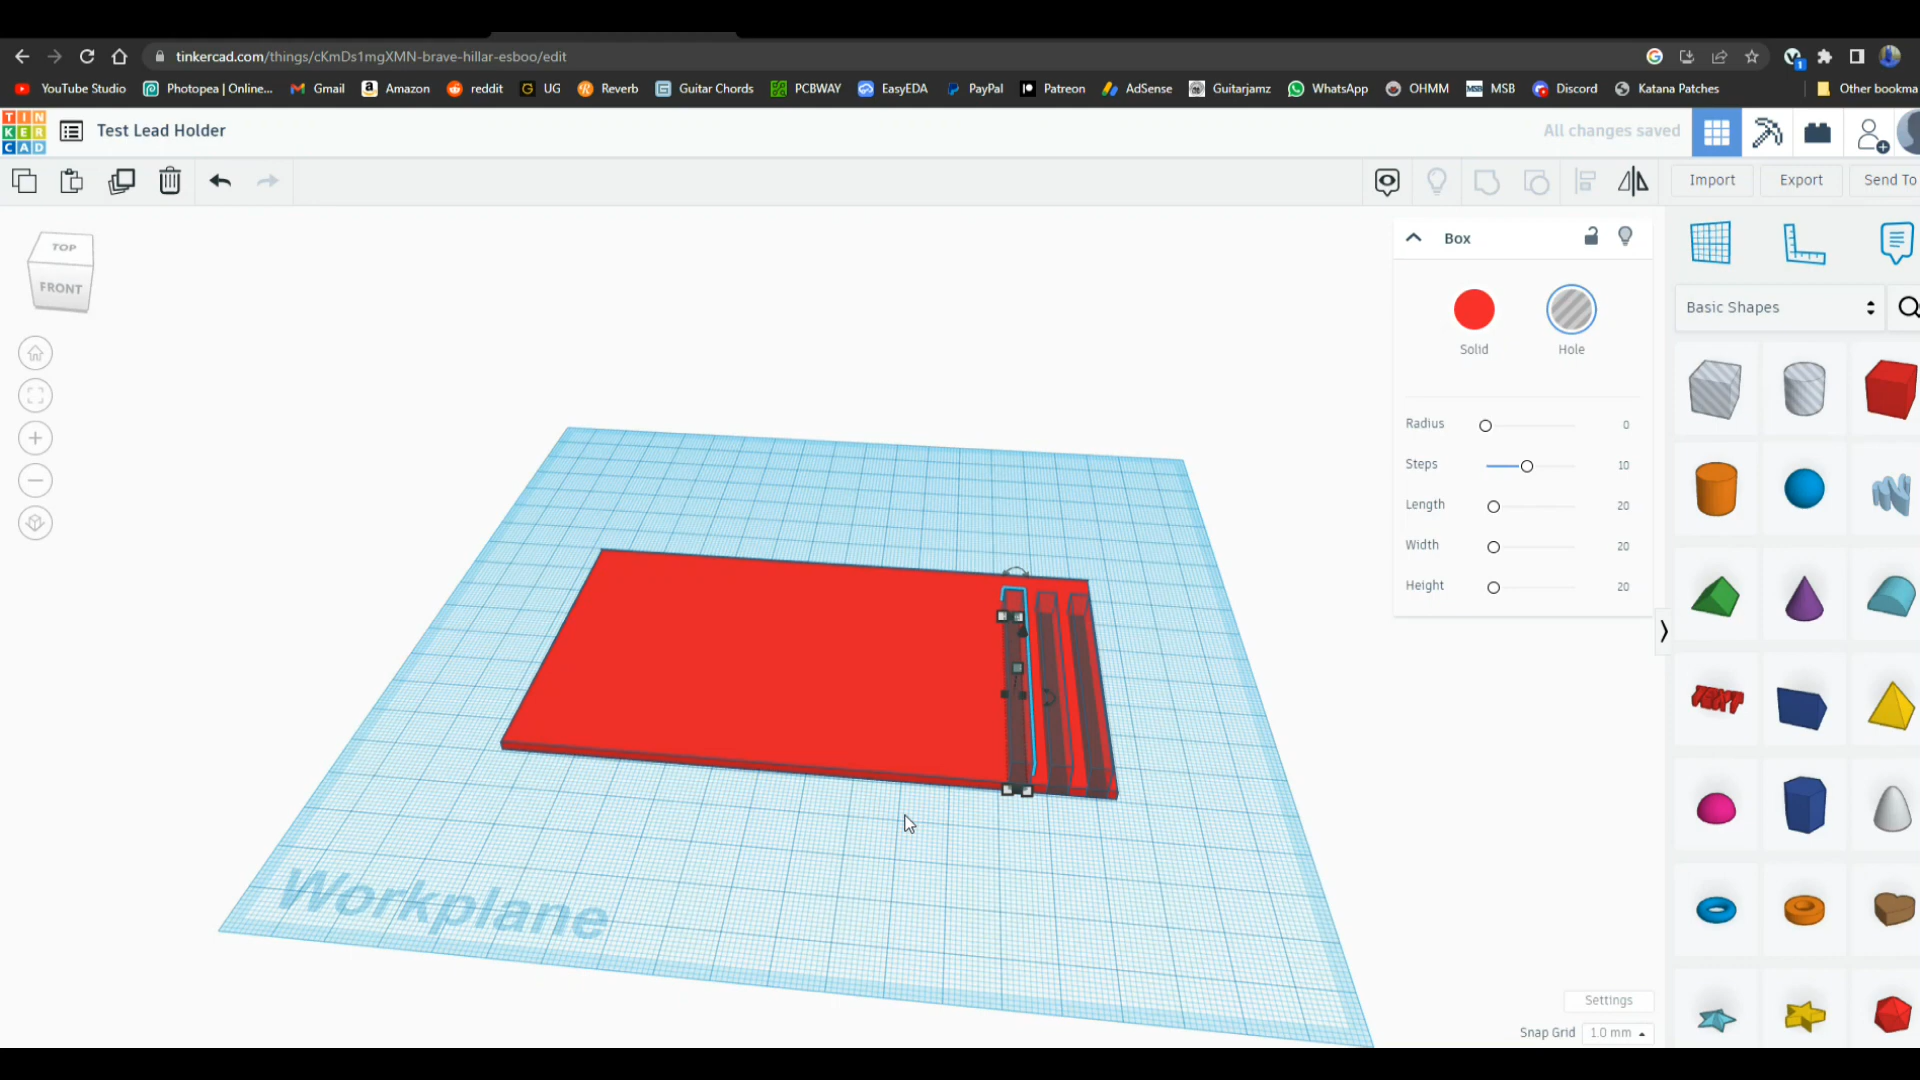 tinkercad.com/things/cKmDs1mgXMN-brave-hillar-esboo/edit
1
YouTube Studio Photopea | Online... Gmail Amazon reddit UG Reverb Guitar Chords PCBWAY EasyEDA PayPal Patreon AdSense Guitarjamz WhatsApp OHMM MSB Discord Katana Patches Other bookma
TIN
KER
CAD
Test Lead Holder
All changes saved
Import Export Send To
TOP
FRONT
Box
Solid Hole
Radius 0
Steps 10
Length 20
Width 20
Height 20
Basic Shapes
TEXT
Workplane
Settings
Snap Grid 1.0 mm